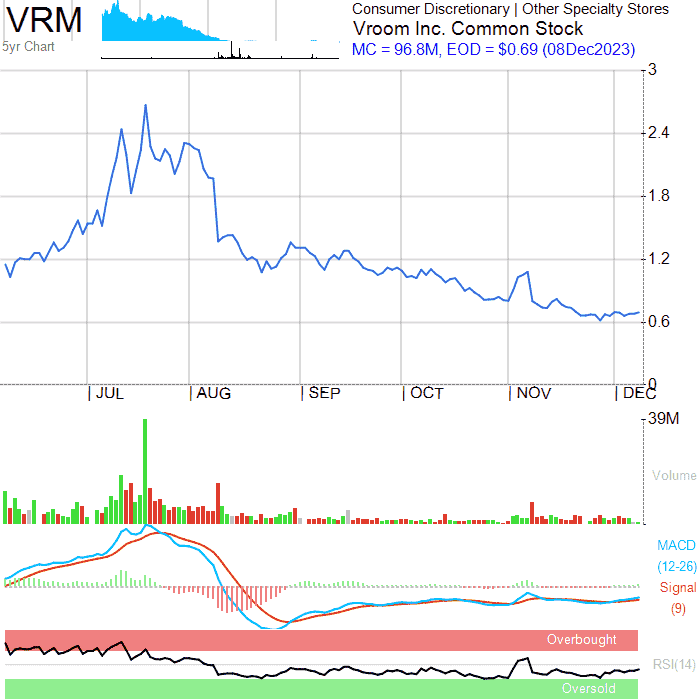 VRM
5yr Chart
Consumer Discretionary | Other Specialty Stores
Vroom Inc. Common Stock
MC = 96.8M, EOD = $0.69 (08Dec2023)
3
2.4
1.8
1.2
0.6
0
JUL
AUG
SEP
OCT
NOV
DEC
39M
Volume
MACD
(12-26)
Signal
(9)
Overbought
RSI(14)
Oversold